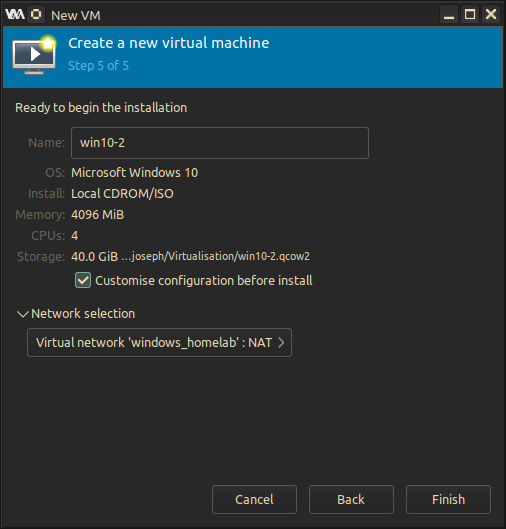 New VM
Create a new virtual machine
Step 5 of 5
Ready to begin the installation
Name: win10-2
OS: Microsoft Windows 10
Install: Local CDROM/ISO
Memory: 4096 MiB
CPUs: 4
Storage: 40.0 GiB ...joseph/Virtualisation/win10-2.qcow2
Customise configuration before install
Network selection
Virtual network 'windows_homelab' : NAT
Cancel Back Finish